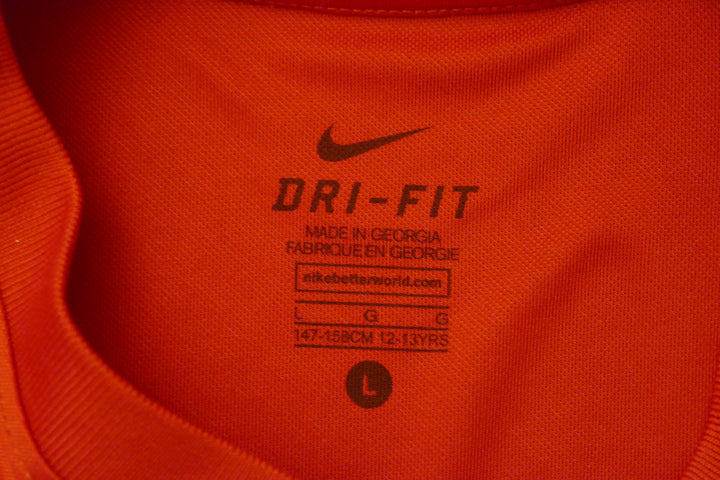 DRI-FIT
MADE IN GEORGIA
FABRIQUE EN GEORGIE
nikebetterworld.com
L G G
147-158CM 12-13YRS
L